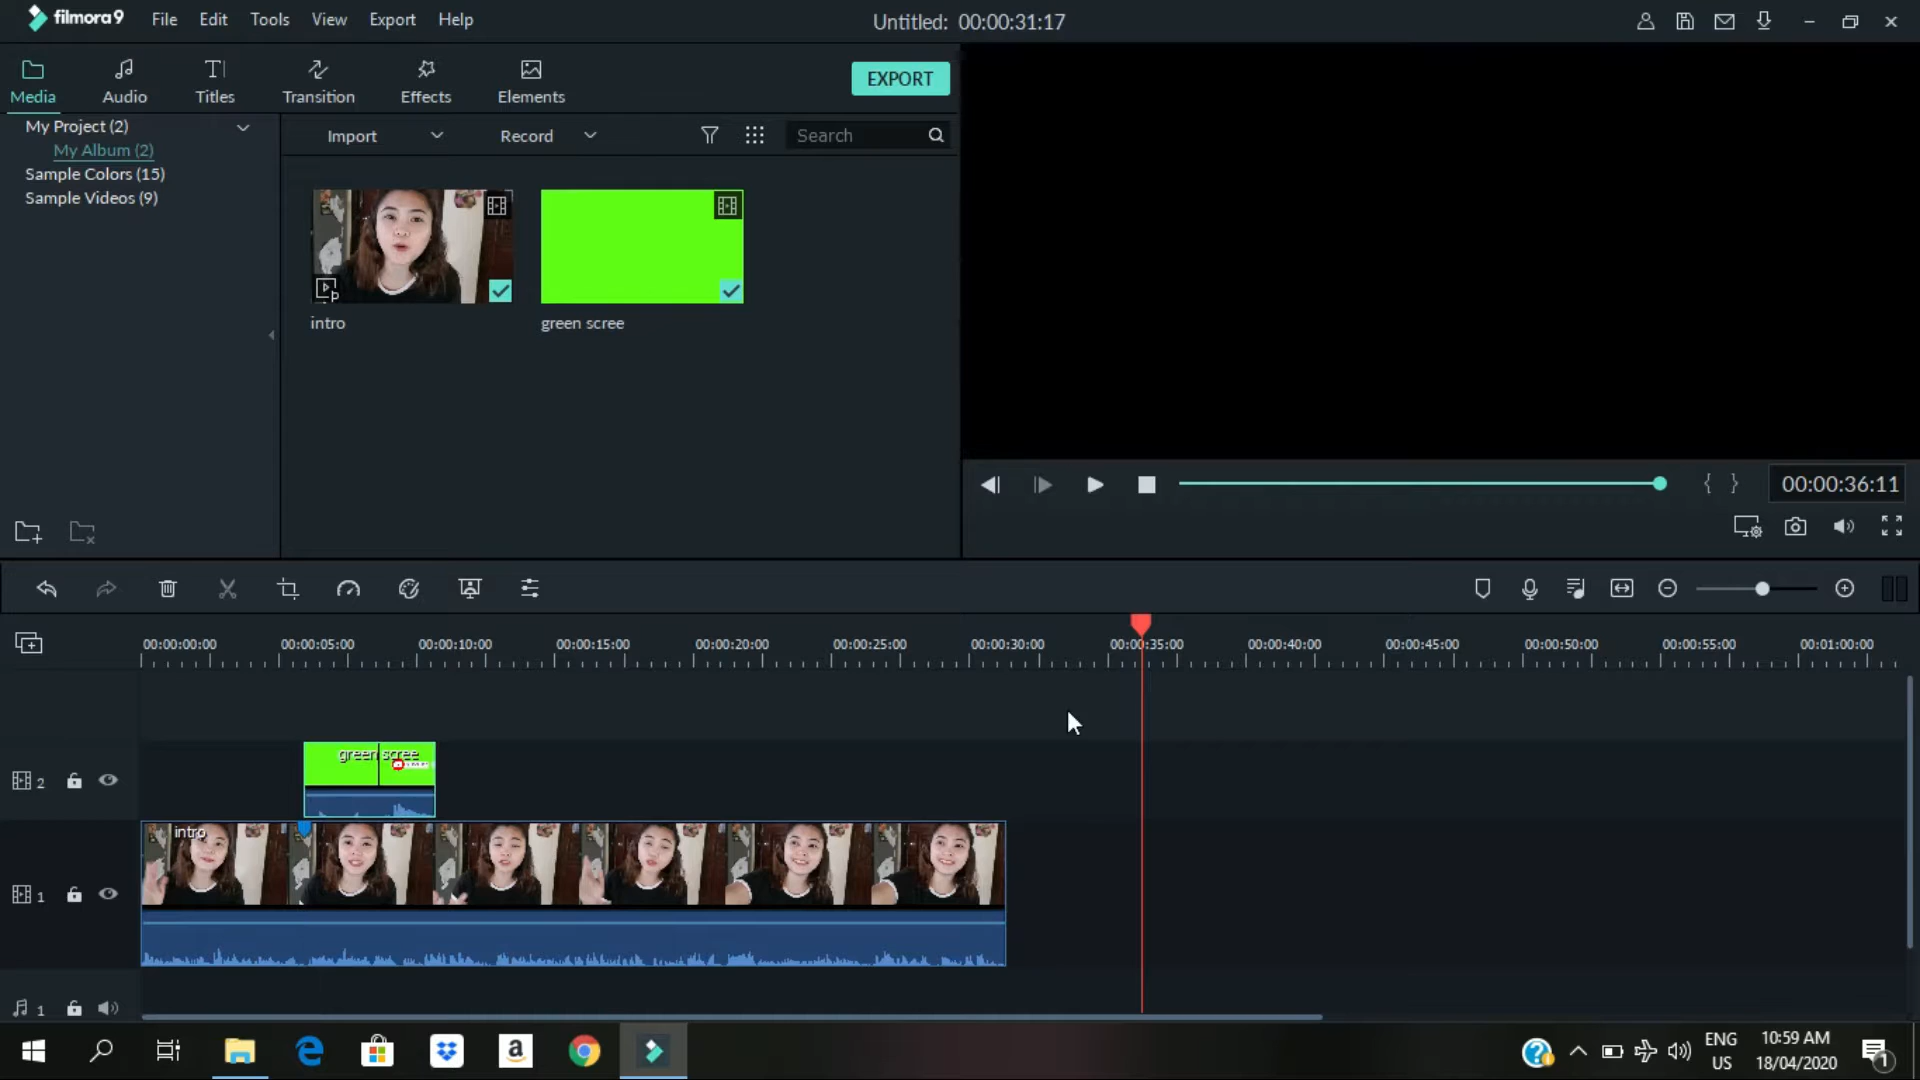 filmora9
File Edit Tools View Export Help
Untitled: 00:00:31:17
Media
Audio
Titles
Transition
Effects
Elements
EXPORT
My Project (2)
My Album (2)
Sample Colors (15)
Sample Videos (9)
Import
Record
Search
intro
green scree
00:00:36:11
00:00:00:00
00:00:05:00
00:00:10:00
00:00:15:00
00:00:20:00
00:00:25:00
00:00:30:00
00:00:35:00
00:00:40:00
00:00:45:00
00:00:50:00
00:00:55:00
00:01:00:00
2
green scree
intro
1
1
ENG
US
10:59 AM
18/04/2020
1